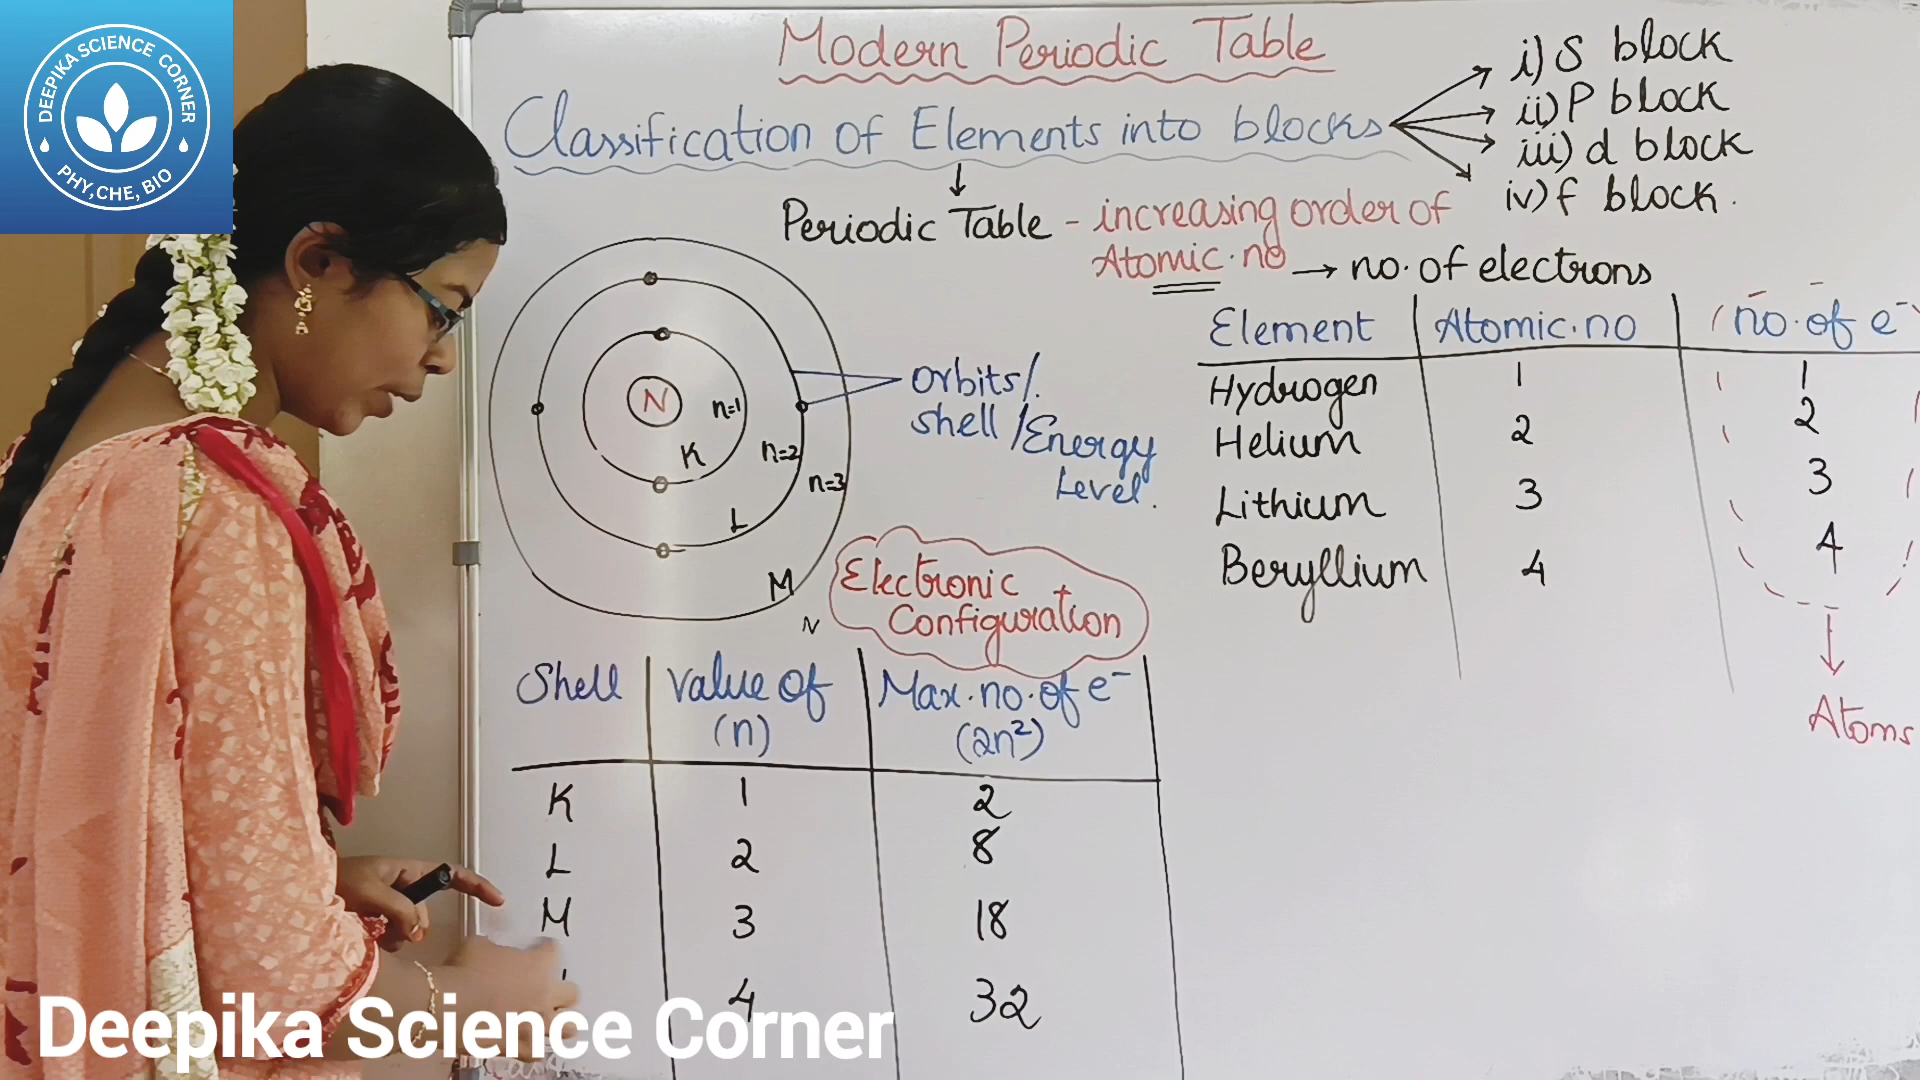 DEEPIKA SCIENCE CORNER
PHY,CHE, BIO
Modern Periodic Table
Classification of Elements into blocks
i) S block
ii) P block
iii) d block
iv) f block.
Periodic Table - increasing order of
Atomic.no → no. of electrons
N
n=1
K
n=2
n=3
L
M
N
Orbits/.
shell/Energy
Level.
Element Atomic.no no. of e⁻
Hydrogen 1 1
Helium 2 2
Lithium 3 3
Beryllium 4 4
Atoms
Electronic
Configuration
Shell Value of Max.no.of e⁻
(n) (2n²)
K 1 2
L 2 8
M 3 18
4 32
Deepika Science Corner